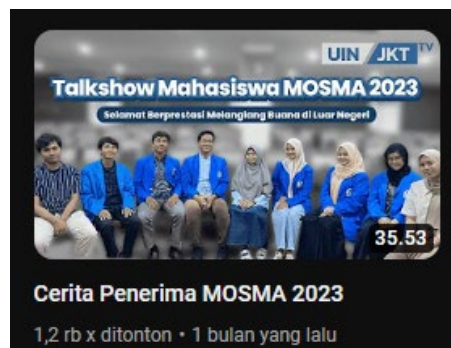 UIN JKT TV
Talkshow Mahasiswa MOSMA 2023
Selamat Berprestasi Melanglang Buana di Luar Negeri
35.53
Cerita Penerima MOSMA 2023
1,2 rb x ditonton • 1 bulan yang lalu